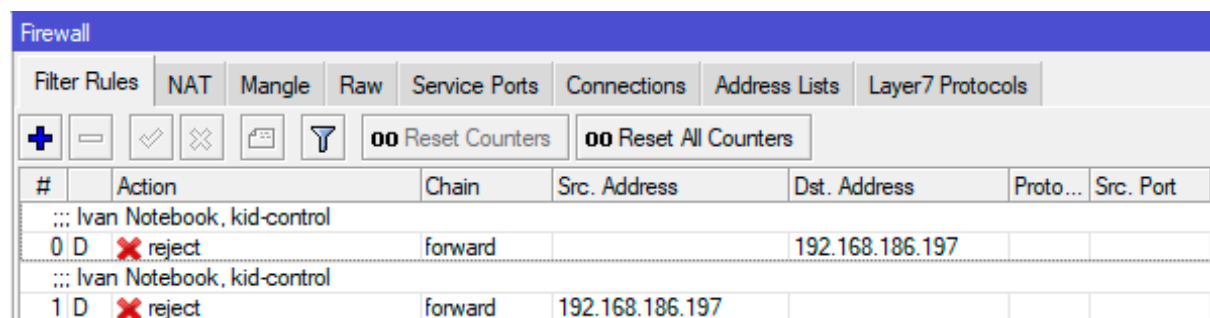 Firewall
Filter Rules NAT Mangle Raw Service Ports Connections Address Lists Layer7 Protocols
00 Reset Counters 00 Reset All Counters
# Action Chain Src. Address Dst. Address Proto... Src. Port
;;; Ivan Notebook, kid-control
0 D reject forward 192.168.186.197
;;; Ivan Notebook, kid-control
1 D reject forward 192.168.186.197